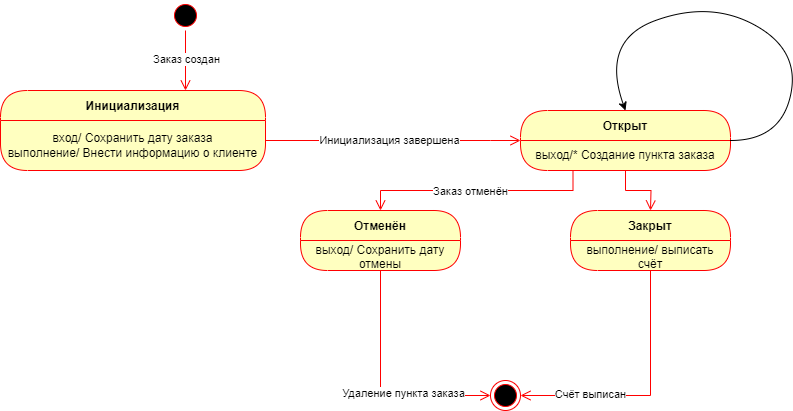 Заказ создан
Инициализация
вход/ Сохранить дату заказа
выполнение/ Внести информацию о клиенте
Инициализация завершена
Открыт
выход/* Создание пункта заказа
Заказ отменён
Отменён
выход/ Сохранить дату
отмены
Закрыт
выполнение/ выписать
счёт
Удаление пункта заказа
Счёт выписан